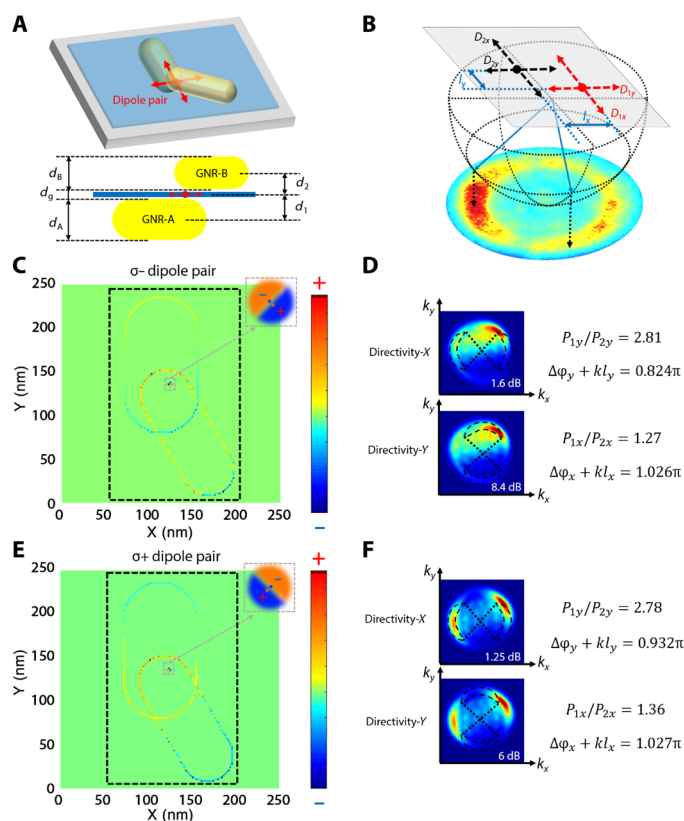 A
Dipole pair
d_B
d_g
d_A
GNR-B
GNR-A
d_2
d_1
B
D_2x
D_2y
D_1y
D_1x
l_y
l_x
C
σ− dipole pair
250
200
150
100
50
0
Y (nm)
0 50 100 150 200 250
X (nm)
−
+
+
−
D
k_y
Directivity-X
1.6 dB
k_x
P_1y/P_2y = 2.81
Δφ_y + kl_y = 0.824π
k_y
Directivity-Y
8.4 dB
k_x
P_1x/P_2x = 1.27
Δφ_x + kl_x = 1.026π
E
σ+ dipole pair
250
200
150
100
50
0
Y (nm)
0 50 100 150 200 250
X (nm)
−
+
+
−
F
k_y
Directivity-X
1.25 dB
k_x
P_1y/P_2y = 2.78
Δφ_y + kl_y = 0.932π
k_y
Directivity-Y
6 dB
k_x
P_1x/P_2x = 1.36
Δφ_x + kl_x = 1.027π